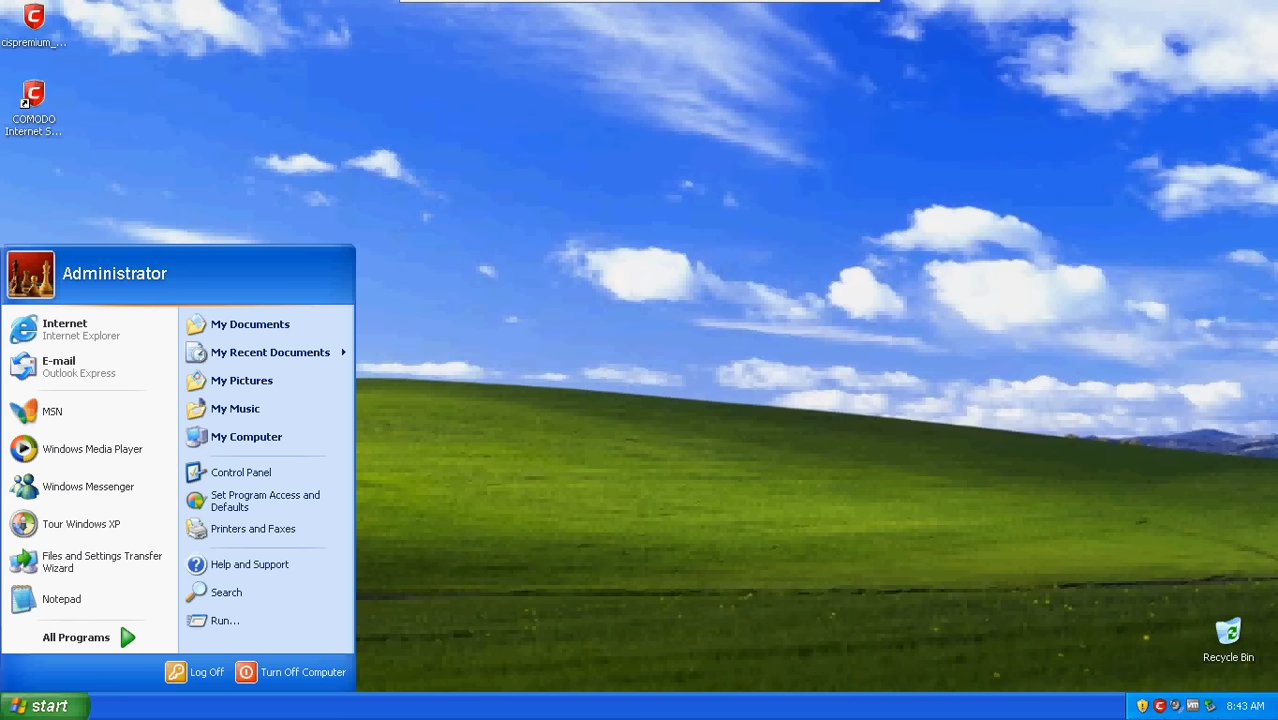 cispremium_...
COMODO
Internet S...
Administrator
Internet
Internet Explorer
E-mail
Outlook Express
MSN
Windows Media Player
Windows Messenger
Tour Windows XP
Files and Settings Transfer
Wizard
Notepad
All Programs
My Documents
My Recent Documents
My Pictures
My Music
My Computer
Control Panel
Set Program Access and
Defaults
Printers and Faxes
Help and Support
Search
Run...
Log Off
Turn Off Computer
Recycle Bin
start
8:43 AM